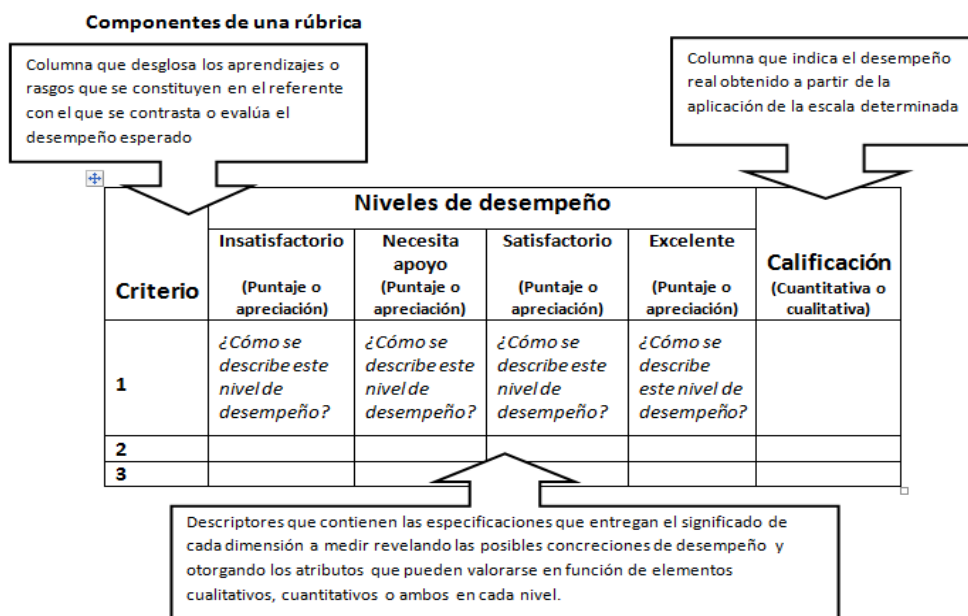 Componentes de una rúbrica
Columna que desglosa los aprendizajes o
rasgos que se constituyen en el referente
con el que se contrasta o evalúa el
desempeño esperado
Columna que indica el desempeño
real obtenido a partir de la
aplicación de la escala determinada
Criterio
Niveles de desempeño
Insatisfactorio
(Puntaje o
apreciación)
Necesita
apoyo
(Puntaje o
apreciación)
Satisfactorio
(Puntaje o
apreciación)
Excelente
(Puntaje o
apreciación)
Calificación
(Cuantitativa o
cualitativa)
1
¿Cómo se
describe este
nivel de
desempeño?
¿Cómo se
describe este
nivel de
desempeño?
¿Cómo se
describe este
nivel de
desempeño?
¿Cómo se
describe
este nivel de
desempeño?
2
3
Descriptores que contienen las especificaciones que entregan el significado de
cada dimensión a medir revelando las posibles concreciones de desempeño y
otorgando los atributos que pueden valorarse en función de elementos
cualitativos, cuantitativos o ambos en cada nivel.